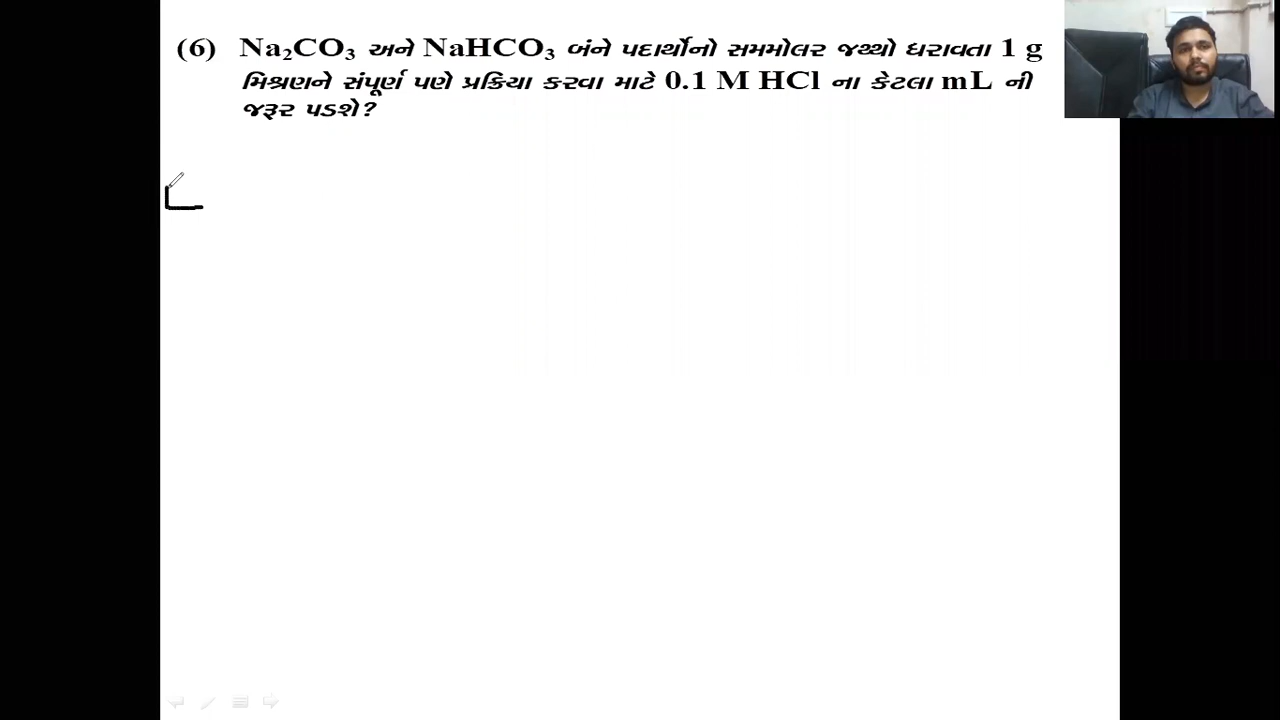 (6) Na₂CO₃ અને NaHCO₃ બંને પદાર્થોનો સમમોલર જથ્થો ધરાવતા 1 g
મિશ્રણને સંપૂર્ણ પણે પ્રક્રિયા કરવા માટે 0.1 M HCl ના કેટલા mL ની
જરૂર પડશે?